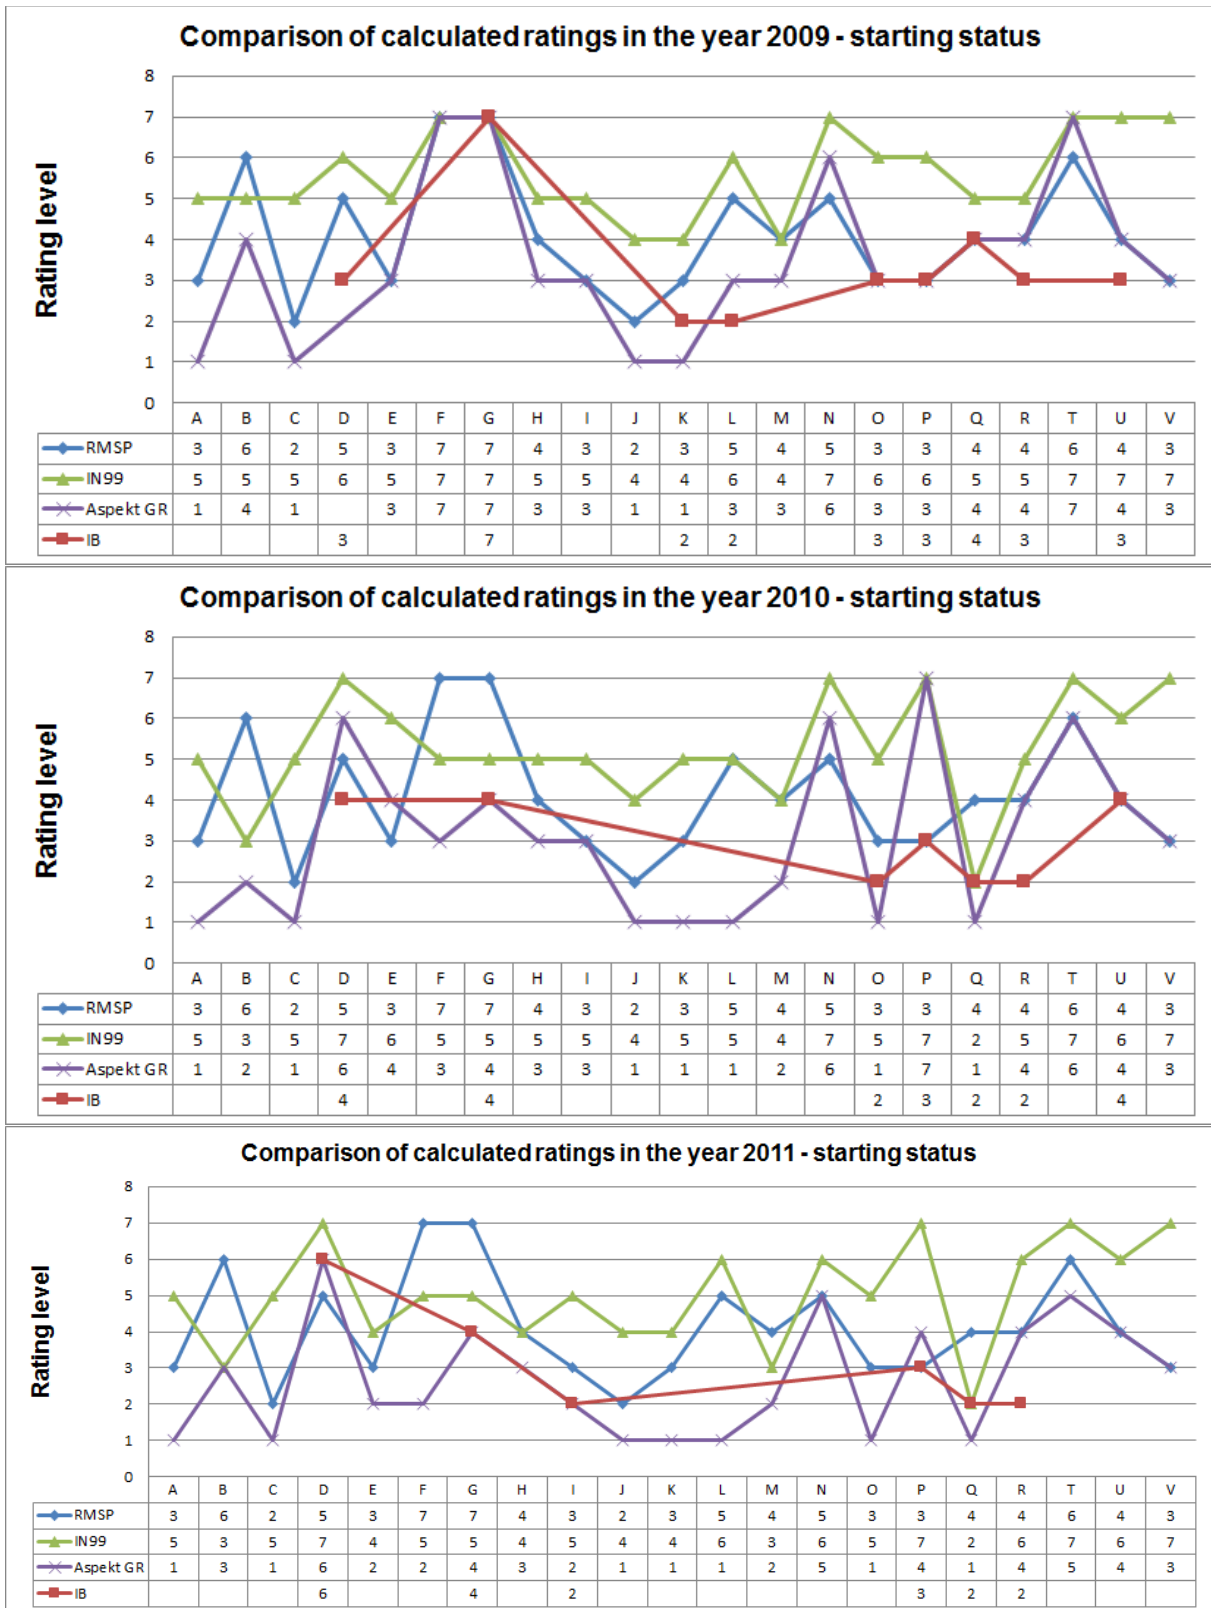 Comparison of calculated ratings in the year 2009 - starting status
Rating level
8
7
6
5
4
3
2
1
0
A B C D E F G H I J K L M N O P Q R T U V
RMSP 3 6 2 5 3 7 7 4 3 2 3 5 4 5 3 3 4 4 6 4 3
IN99 5 5 5 6 5 7 7 5 5 4 4 6 4 7 6 6 5 5 7 7 7
Aspekt GR 1 4 1 3 7 7 3 3 1 1 3 3 6 3 3 4 4 7 4 3
IB 3 7 2 2 3 3 4 3 3
Comparison of calculated ratings in the year 2010 - starting status
Rating level
8
7
6
5
4
3
2
1
0
A B C D E F G H I J K L M N O P Q R T U V
RMSP 3 6 2 5 3 7 7 4 3 2 3 5 4 5 3 3 4 4 6 4 3
IN99 5 3 5 7 6 5 5 5 5 4 5 5 4 7 5 7 2 5 7 6 7
Aspekt GR 1 2 1 6 4 3 4 3 3 1 1 1 2 6 1 7 1 4 6 4 3
IB 4 4 2 3 2 2 4
Comparison of calculated ratings in the year 2011 - starting status
Rating level
8
7
6
5
4
3
2
1
0
A B C D E F G H I J K L M N O P Q R T U V
RMSP 3 6 2 5 3 7 7 4 3 2 3 5 4 5 3 3 4 4 6 4 3
IN99 5 3 5 7 4 5 5 4 5 4 4 6 3 6 5 7 2 6 7 6 7
Aspekt GR 1 3 1 6 2 2 4 3 2 1 1 1 2 5 1 4 1 4 5 4 3
IB 6 4 2 3 2 2